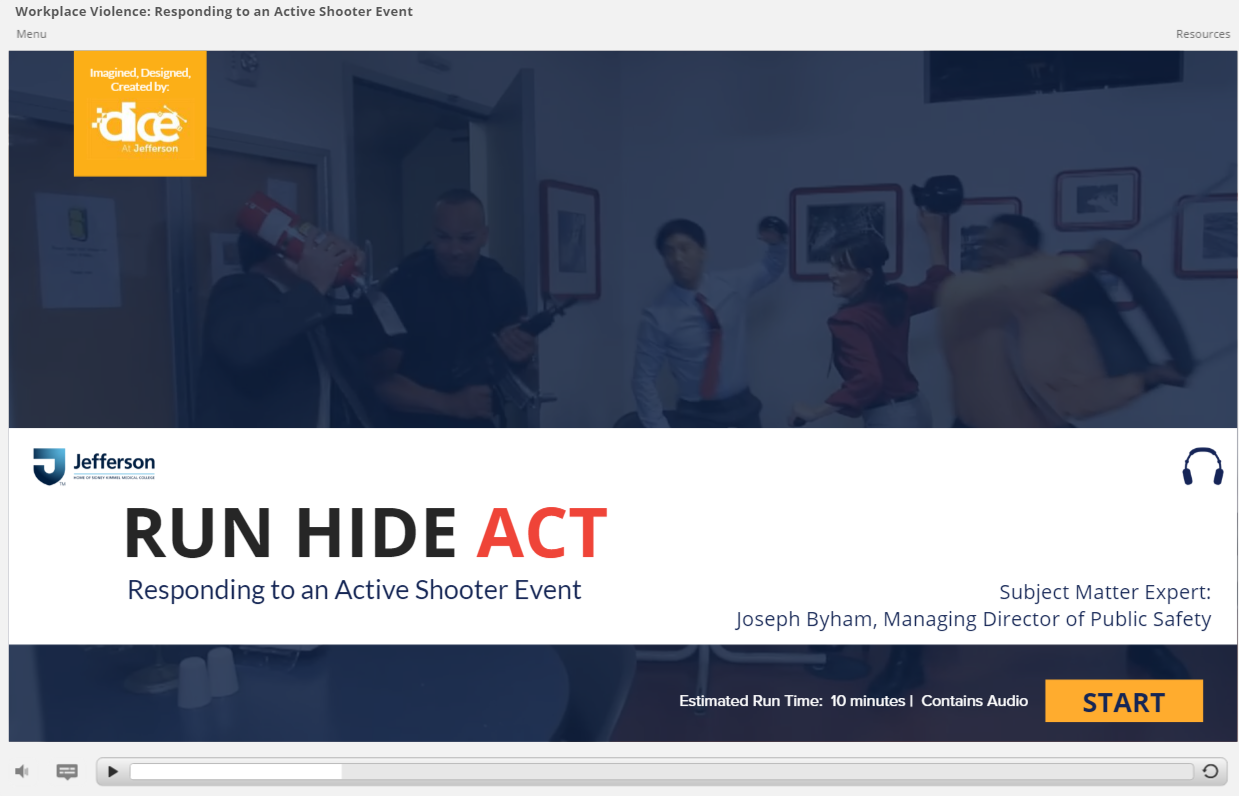 Workplace Violence: Responding to an Active Shooter Event
Menu
Resources
Imagined, Designed,
Created by:
dice
At Jefferson
Jefferson
HOME OF SIDNEY KIMMEL MEDICAL COLLEGE
RUN HIDE ACT
Responding to an Active Shooter Event
Subject Matter Expert:
Joseph Byham, Managing Director of Public Safety
Estimated Run Time: 10 minutes | Contains Audio
START